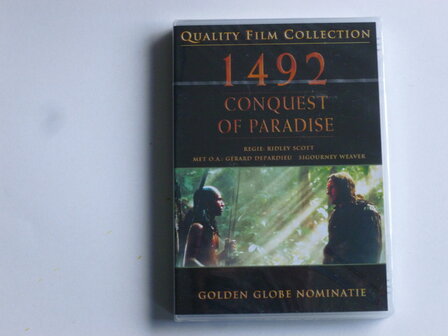 QUALITY FILM COLLECTION
1492
CONQUEST
OF PARADISE
REGIE: RIDLEY SCOTT
MET O.A.: GERARD DEPARDIEU SIGOURNEY WEAVER
GOLDEN GLOBE NOMINATIE